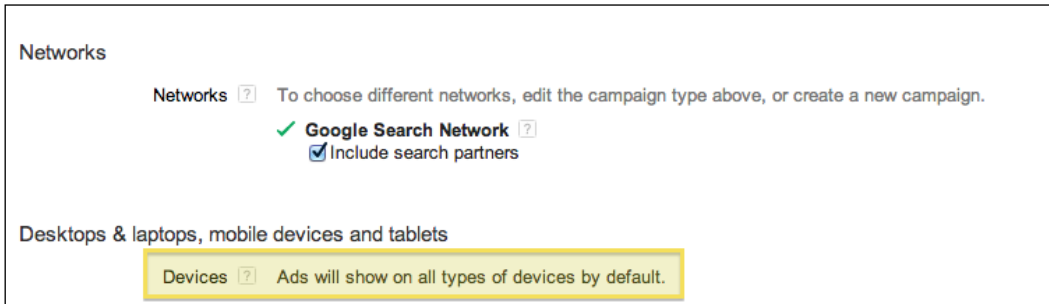 Networks
Networks ? To choose different networks, edit the campaign type above, or create a new campaign.
Google Search Network ?
Include search partners
Desktops & laptops, mobile devices and tablets
Devices ? Ads will show on all types of devices by default.